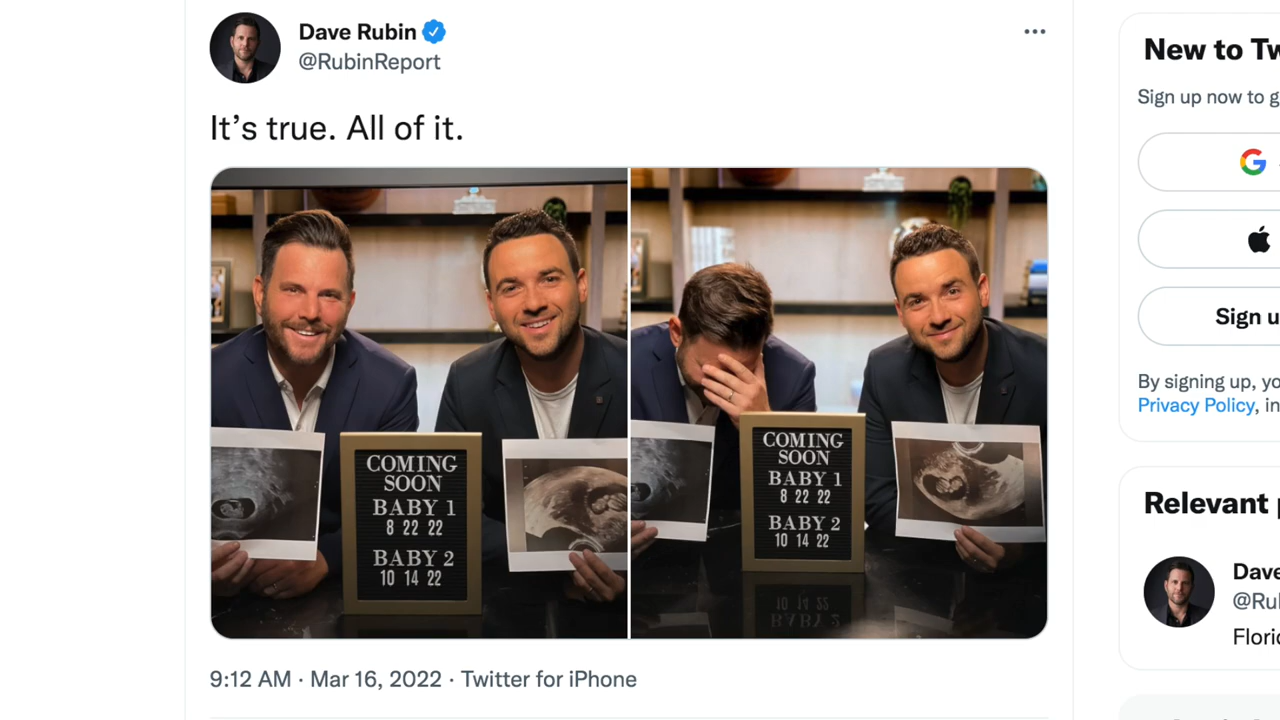 Dave Rubin
@RubinReport
It's true. All of it.
COMING
SOON
BABY 1
8 22 22
BABY 2
10 14 22
COMING
SOON
BABY 1
8 22 22
BABY 2
10 14 22
9:12 AM · Mar 16, 2022 · Twitter for iPhone
New to Tw
Sign up now to g
Sign u
By signing up, yo
Privacy Policy, in
Relevant p
Dave
@Rul
Floric